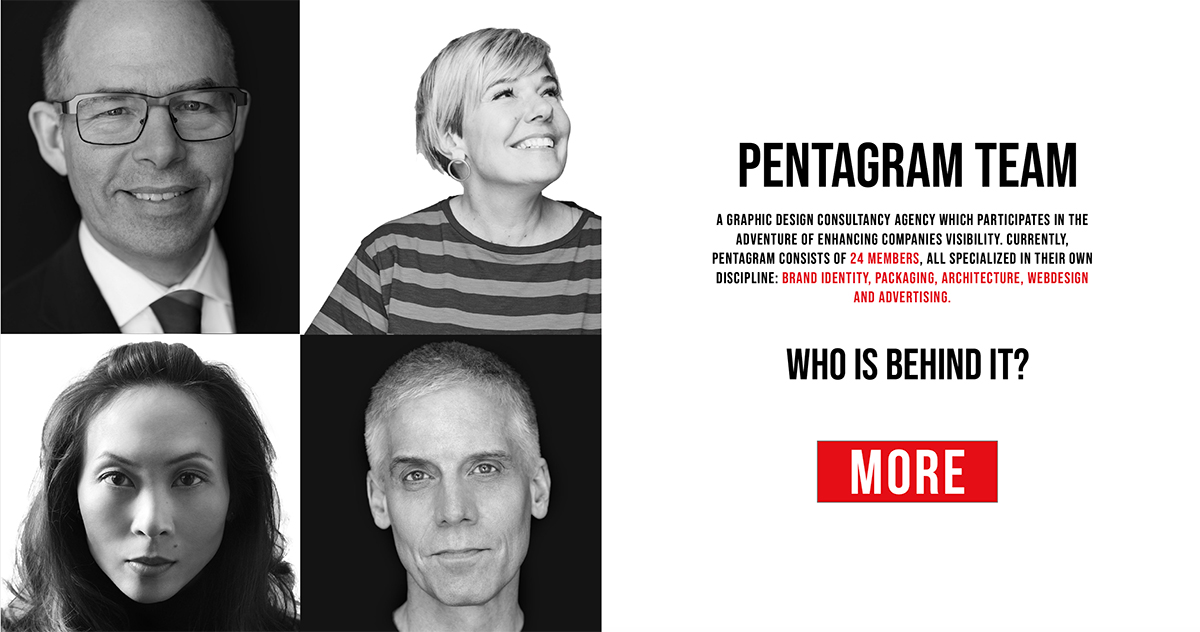 PENTAGRAM TEAM
A GRAPHIC DESIGN CONSULTANCY AGENCY WHICH PARTICIPATES IN THE
ADVENTURE OF ENHANCING COMPANIES VISIBILITY. CURRENTLY,
PENTAGRAM CONSISTS OF 24 MEMBERS, ALL SPECIALIZED IN THEIR OWN
DISCIPLINE: BRAND IDENTITY, PACKAGING, ARCHITECTURE, WEBDESIGN
AND ADVERTISING.
WHO IS BEHIND IT?
MORE